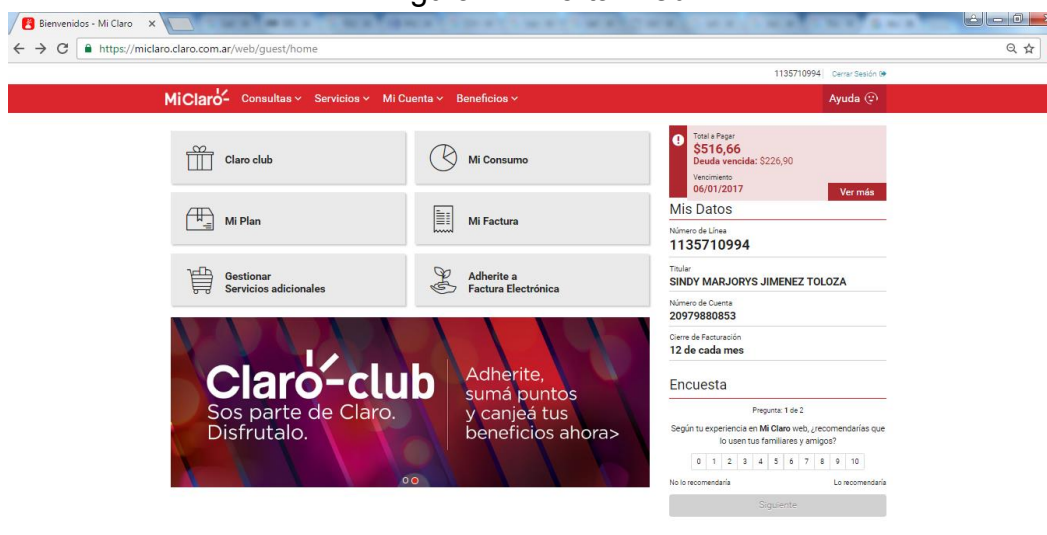 Bienvenidos - Mi Claro
https://miclaro.claro.com.ar/web/guest/home
1135710994 Cerrar Sesión
MiClaro Consultas Servicios Mi Cuenta Beneficios Ayuda
Claro club
Mi Consumo
Mi Plan
Mi Factura
Gestionar
Servicios adicionales
Adherite a
Factura Electrónica
Claro-club
Sos parte de Claro.
Disfrutalo.
Adherite,
sumá puntos
y canjeá tus
beneficios ahora>
Total a Pagar
$516,66
Deuda vencida: $226,90
Vencimiento
06/01/2017
Ver más
Mis Datos
Número de Línea
1135710994
Titular
SINDY MARJORYS JIMENEZ TOLOZA
Número de Cuenta
20979880853
Cierre de Facturación
12 de cada mes
Encuesta
Pregunta: 1 de 2
Según tu experiencia en Mi Claro web, ¿recomendarías que
lo usen tus familiares y amigos?
0 1 2 3 4 5 6 7 8 9 10
No lo recomendaría Lo recomendaría
Siguiente